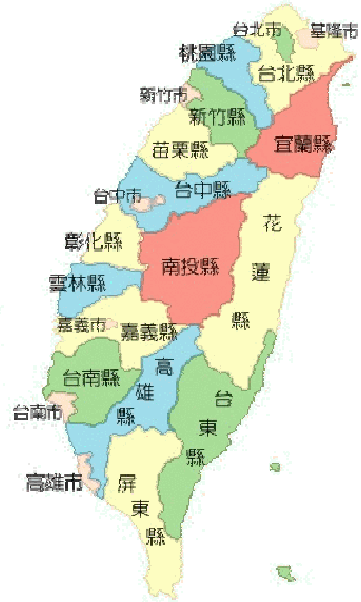 台北市
基隆市
桃園縣
台北縣
新竹市
新竹縣
宜蘭縣
苗栗縣
台中市
台中縣
花蓮縣
彰化縣
南投縣
雲林縣
嘉義市
嘉義縣
高雄縣
台南縣
台東縣
台南市
高雄市
屏東縣